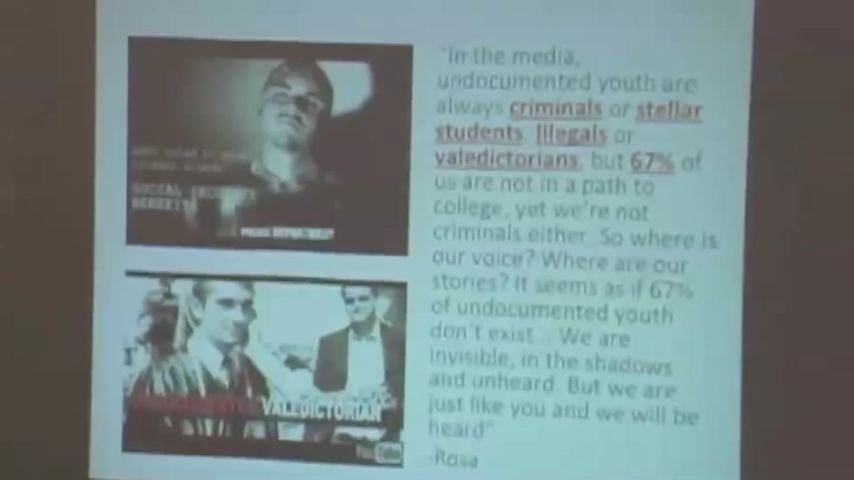 SOCIAL
"In the media,
undocumented youth are
always criminals or stellar
students. Illegals or
valedictorians, but 67% of
us are not in a path to
college, yet we're not
criminals either. So where is
our voice? Where are our
stories? It seems as if 67%
of undocumented youth
don't exist... We are
invisible, in the shadows
and unheard. But we are
just like you and we will be
heard"
-Rosa
VALEDICTORIAN
YouTube